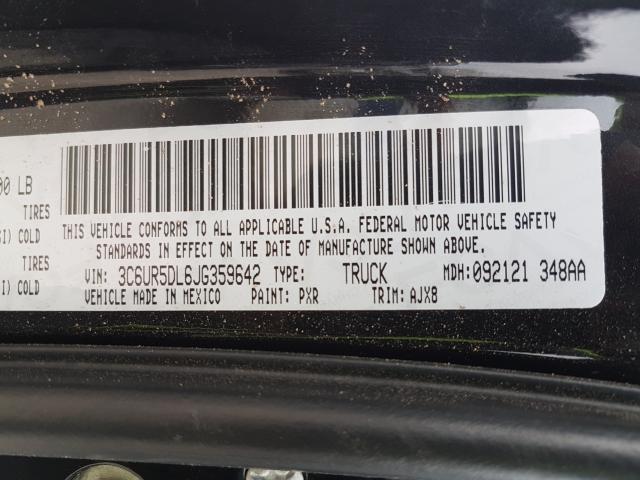 00 LB
TIRES
SI) COLD
TIRES
I) COLD
THIS VEHICLE CONFORMS TO ALL APPLICABLE U.S.A. FEDERAL MOTOR VEHICLE SAFETY
STANDARDS IN EFFECT ON THE DATE OF MANUFACTURE SHOWN ABOVE.
VIN: 3C6UR5DL6JG359642 TYPE: TRUCK MDH: 092121 348AA
VEHICLE MADE IN MEXICO PAINT: PXR TRIM: AJX8